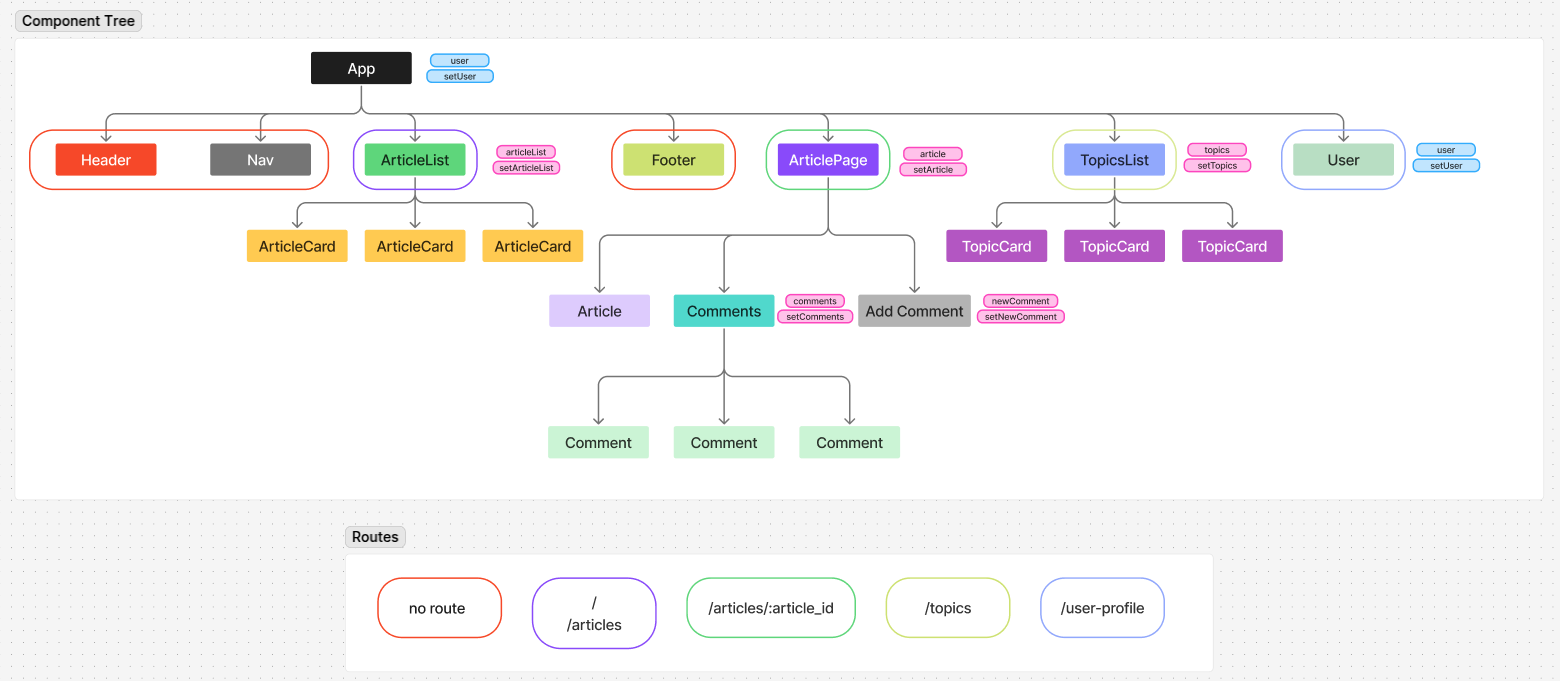 Component Tree
App
user
setUser
Header
Nav
ArticleList
articleList
setArticleList
Footer
ArticlePage
article
setArticle
TopicsList
topics
setTopics
User
user
setUser
ArticleCard
ArticleCard
ArticleCard
TopicCard
TopicCard
TopicCard
Article
Comments
comments
setComments
Add Comment
newComment
setNewComment
Comment
Comment
Comment
Routes
no route
/
/articles
/articles/:article_id
/topics
/user-profile